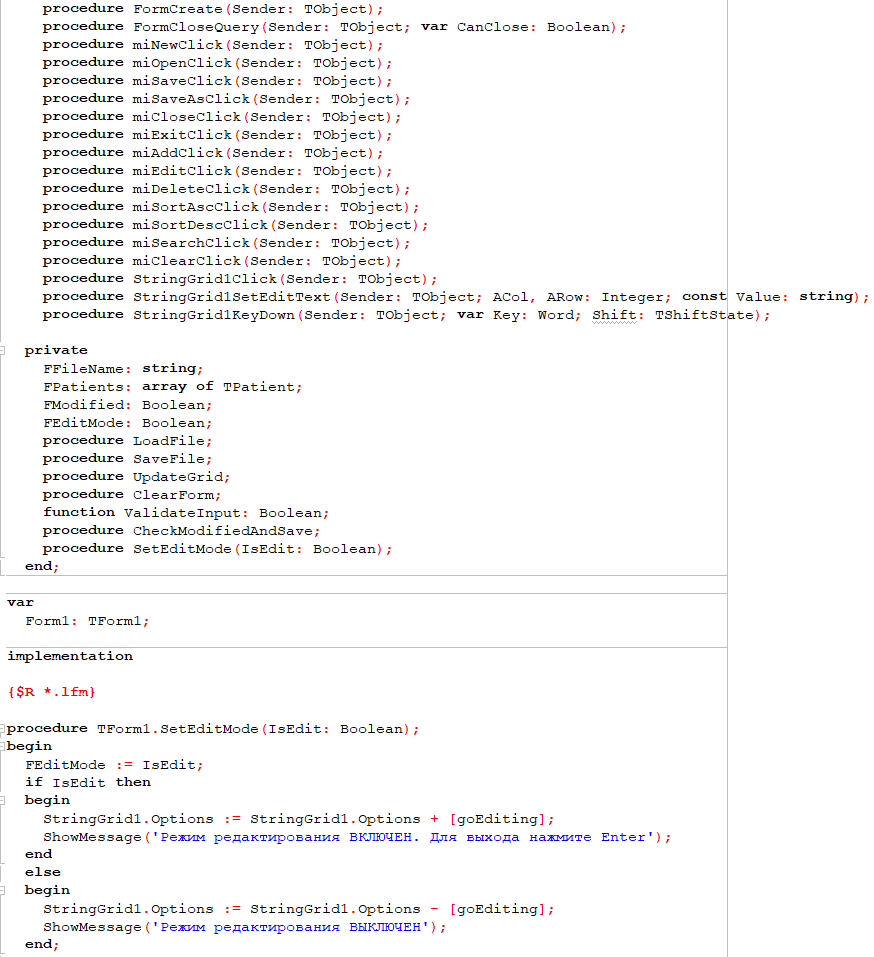 procedure FormCreate(Sender: TObject);
procedure FormCloseQuery(Sender: TObject; var CanClose: Boolean);
procedure miNewClick(Sender: TObject);
procedure miOpenClick(Sender: TObject);
procedure miSaveClick(Sender: TObject);
procedure miSaveAsClick(Sender: TObject);
procedure miCloseClick(Sender: TObject);
procedure miExitClick(Sender: TObject);
procedure miAddClick(Sender: TObject);
procedure miEditClick(Sender: TObject);
procedure miDeleteClick(Sender: TObject);
procedure miSortAscClick(Sender: TObject);
procedure miSortDescClick(Sender: TObject);
procedure miSearchClick(Sender: TObject);
procedure miClearClick(Sender: TObject);
procedure StringGrid1Click(Sender: TObject);
procedure StringGrid1SetEditText(Sender: TObject; ACol, ARow: Integer; const Value: string);
procedure StringGrid1KeyDown(Sender: TObject; var Key: Word; Shift: TShiftState);
private
FFileName: string;
FPatients: array of TPatient;
FModified: Boolean;
FEditMode: Boolean;
procedure LoadFile;
procedure SaveFile;
procedure UpdateGrid;
procedure ClearForm;
function ValidateInput: Boolean;
procedure CheckModifiedAndSave;
procedure SetEditMode(IsEdit: Boolean);
end;
var
Form1: TForm1;
implementation
{$R *.lfm}
procedure TForm1.SetEditMode(IsEdit: Boolean);
begin
FEditMode := IsEdit;
if IsEdit then
begin
StringGrid1.Options := StringGrid1.Options + [goEditing];
ShowMessage('Режим редактирования ВКЛЮЧЕН. Для выхода нажмите Enter');
end
else
begin
StringGrid1.Options := StringGrid1.Options - [goEditing];
ShowMessage('Режим редактирования ВЫКЛЮЧЕН');
end;